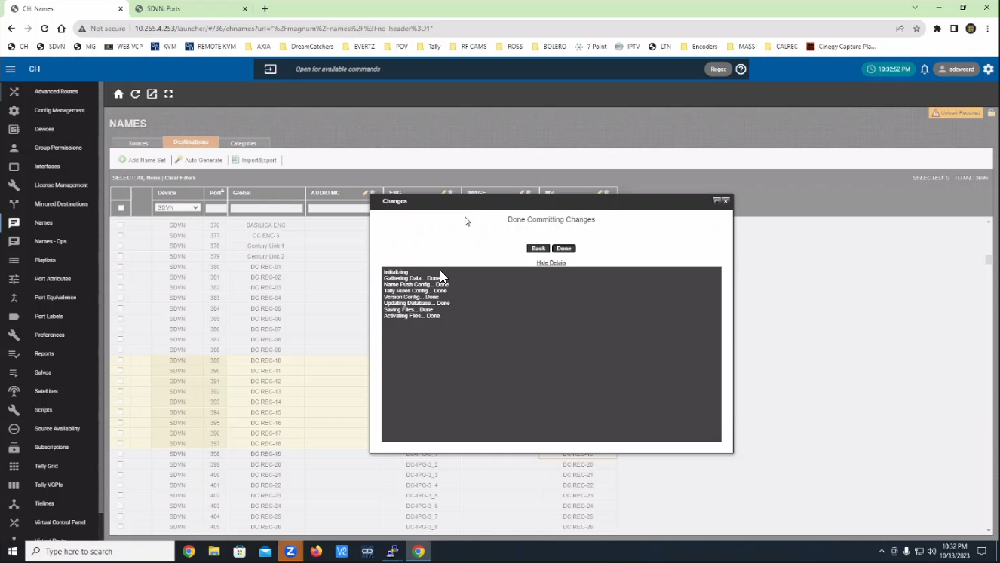 CH: Names
SDVN: Ports
Not secure
10.255.4.253/launcher/#/36/chnames?url="%2Fmagnum%2Fnames%2F%3Fno_header%3D1"
CH SDVN MG WEB VCP KVM REMOTE KVM AXIA DreamCatchers EVERTZ POV Tally RF CAMS ROSS BOLERO 7 Point IPTV LTN Encoders MASS CALREC Cinegy Capture Pla...
CH
Open for available commands
Regex
10:32:52 PM
sdeweerd
Advanced Routes
Config Management
Devices
Group Permissions
Interfaces
License Management
Mirrored Destinations
Names
Names - Ops
Playlists
Port Attributes
Port Equivalence
Port Labels
Preferences
Reports
Salvos
Satellites
Scripts
Source Availability
Subscriptions
Tally Grid
Tally VGPIs
Tielines
Virtual Control Panel
Virtual Ports
NAMES
Upload Required
Sources Destinations Categories
Add Name Set Auto-Generate Import/Export
SELECT: All, None | Clear Filters
SELECTED: 0 TOTAL: 3696
Device Port Global AUDIO MC ENG IMAGE MV
SDVN
SDVN 376 BASILICA ENC
SDVN 377 CC ENC 3
SDVN 378 Century Link 1
SDVN 379 Century Link 2
SDVN 380 DC REC-01
SDVN 381 DC REC-02
SDVN 382 DC REC-03
SDVN 383 DC REC-04
SDVN 384 DC REC-05
SDVN 385 DC REC-06
SDVN 386 DC REC-07
SDVN 387 DC REC-08
SDVN 388 DC REC-09
SDVN 389 DC REC-10
SDVN 390 DC REC-11
SDVN 391 DC REC-12
SDVN 392 DC REC-13
SDVN 393 DC REC-14
SDVN 394 DC REC-15
SDVN 395 DC REC-16
SDVN 396 DC REC-17
SDVN 397 DC REC-18
SDVN 398 DC REC-19 DC-IPG-3_1 DC REC-19
SDVN 399 DC REC-20 DC-IPG-3_2 DC REC-20
SDVN 400 DC REC-21 DC-IPG-3_3 DC REC-21
SDVN 401 DC REC-22 DC-IPG-3_4 DC REC-22
SDVN 402 DC REC-23 DC-IPG-3_5 DC REC-23
SDVN 403 DC REC-24 DC-IPG-3_6 DC REC-24
SDVN 404 DC REC-25 DC-IPG-3_7 DC REC-25
SDVN 405 DC REC-26 DC-IPG-3_8 DC REC-26
Changes
Done Committing Changes
Back Done
Hide Details
Initializing...
Gathering Data... Done
Name Push Config... Done
Tally Rules Config... Done
Version Config... Done
Updating Database... Done
Saving Files... Done
Activating Files... Done
Type here to search
10:32 PM
10/13/2023